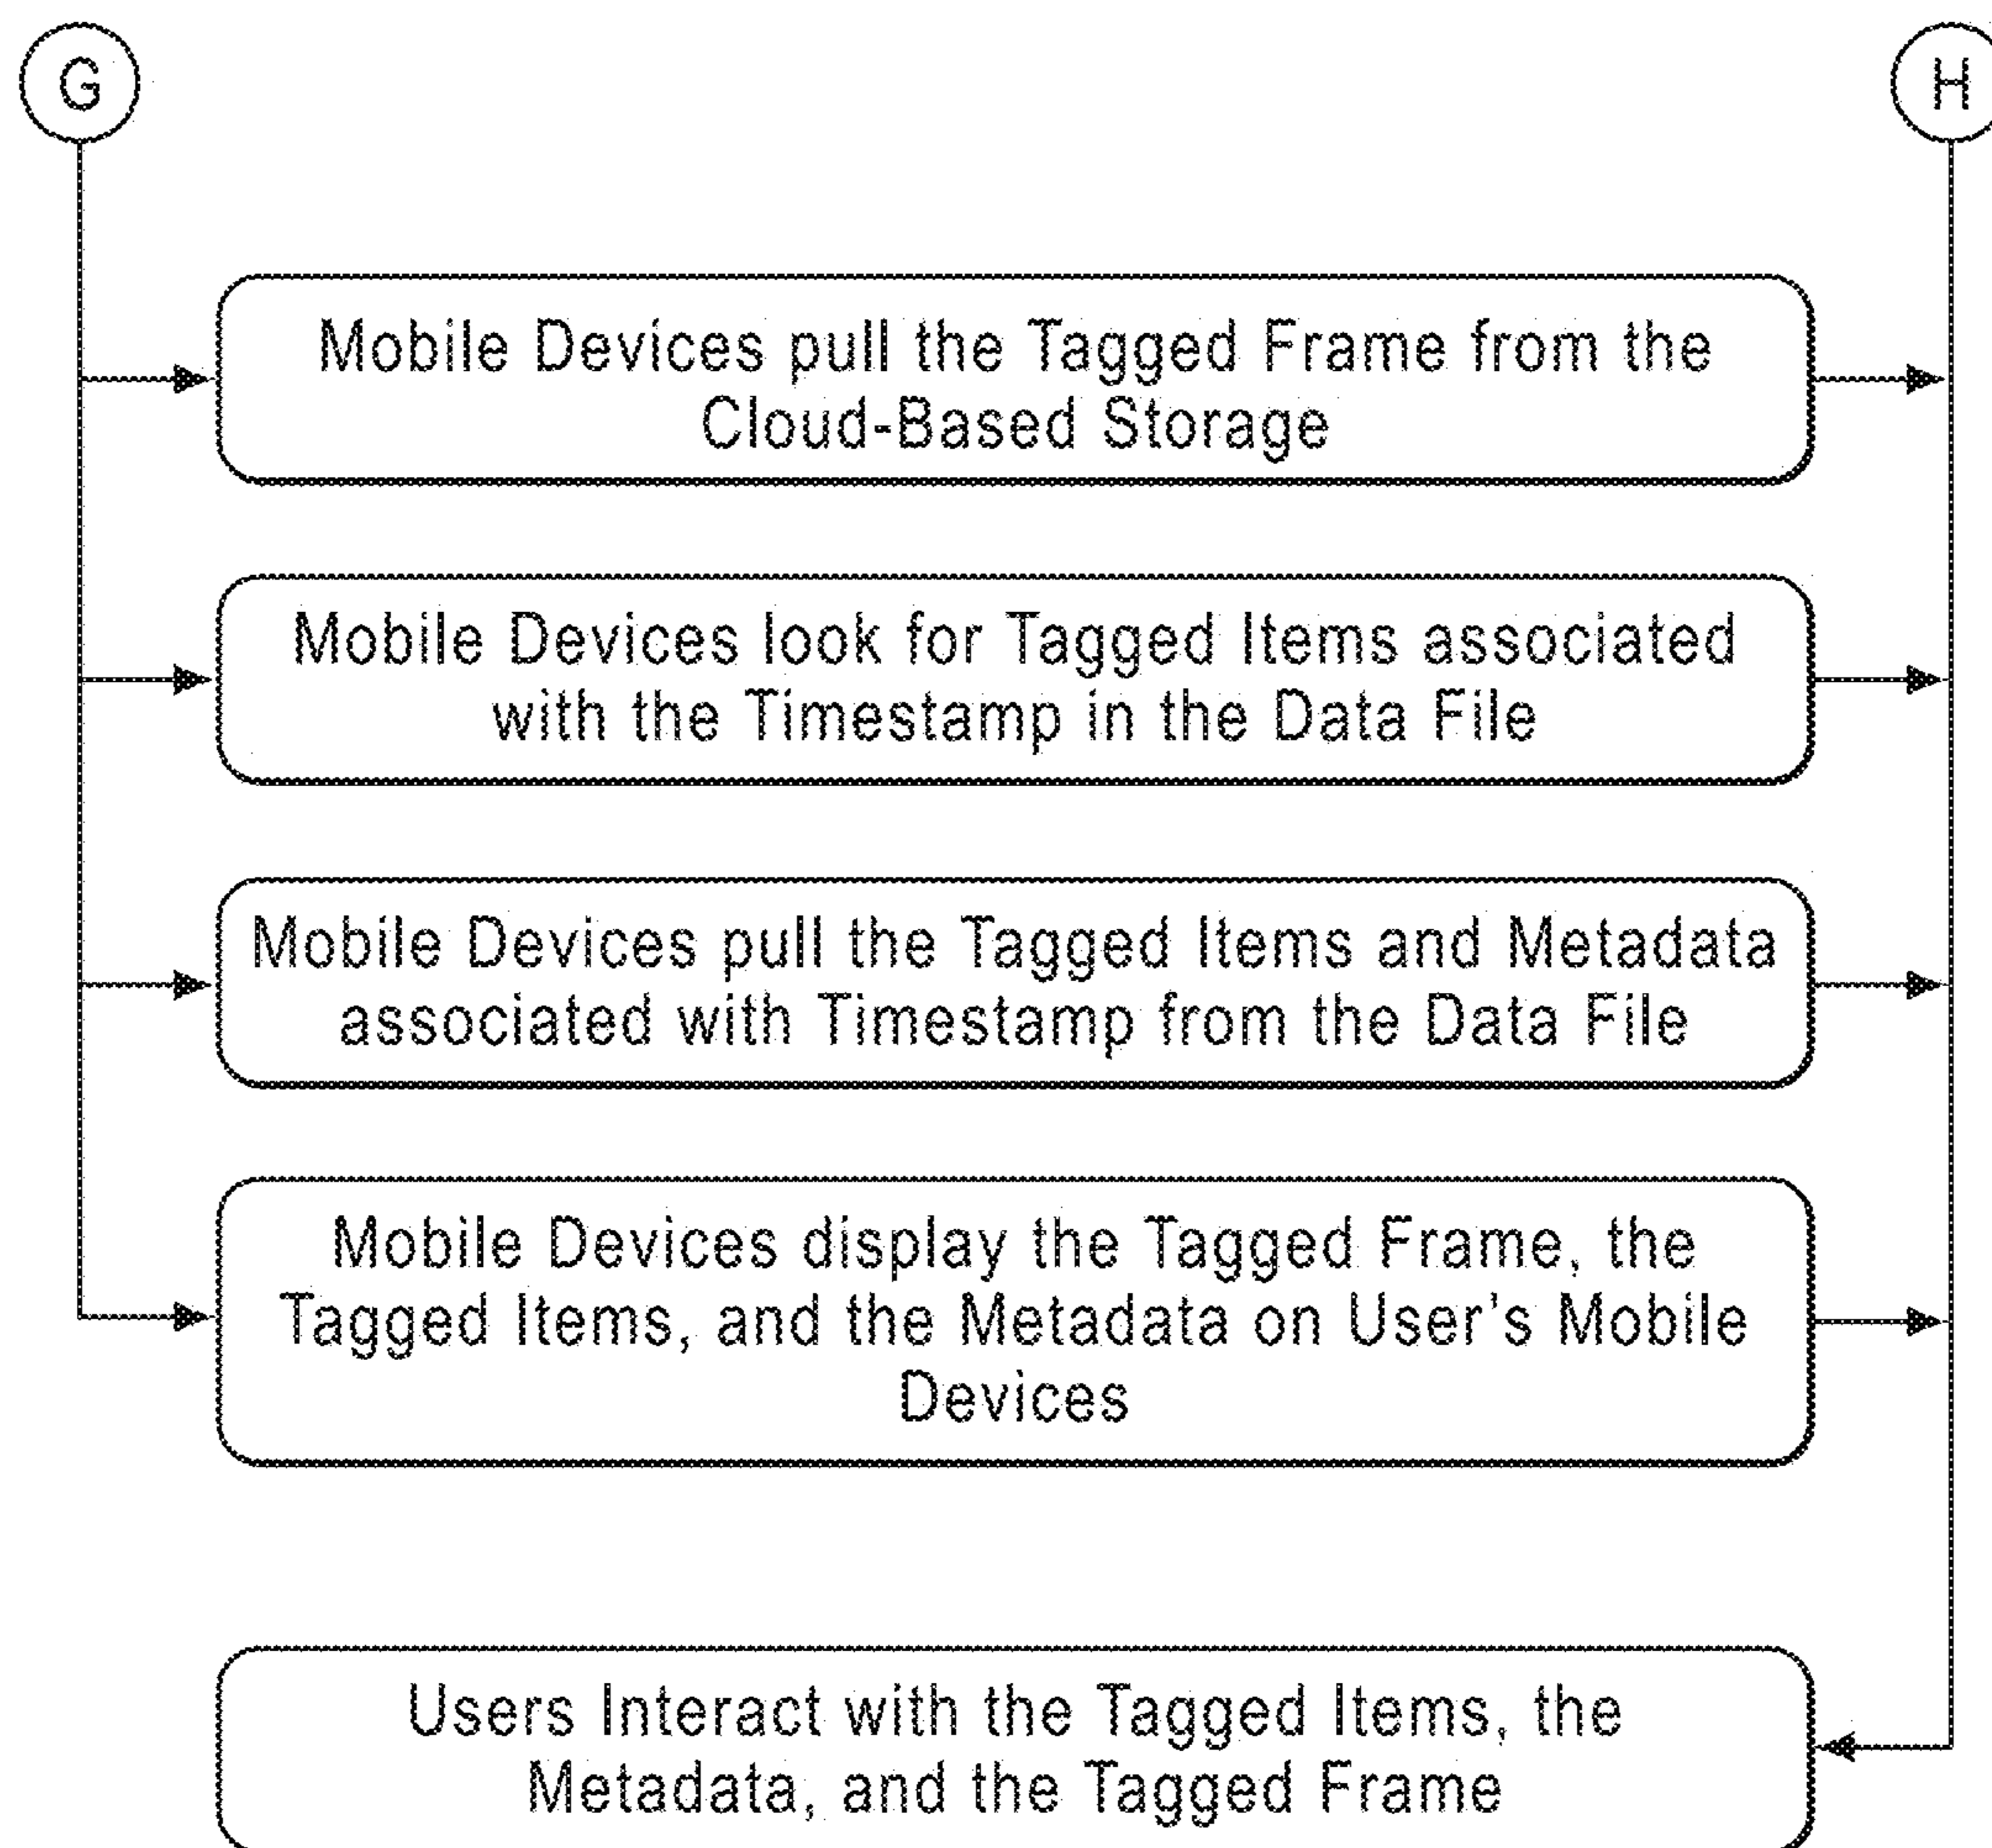 G
H
Mobile Devices pull the Tagged Frame from the
Cloud-Based Storage
Mobile Devices look for Tagged Items associated
with the Timestamp in the Data File
Mobile Devices pull the Tagged Items and Metadata
associated with Timestamp from the Data File
Mobile Devices display the Tagged Frame, the
Tagged Items, and the Metadata on User's Mobile
Devices
Users Interact with the Tagged Items, the
Metadata, and the Tagged Frame